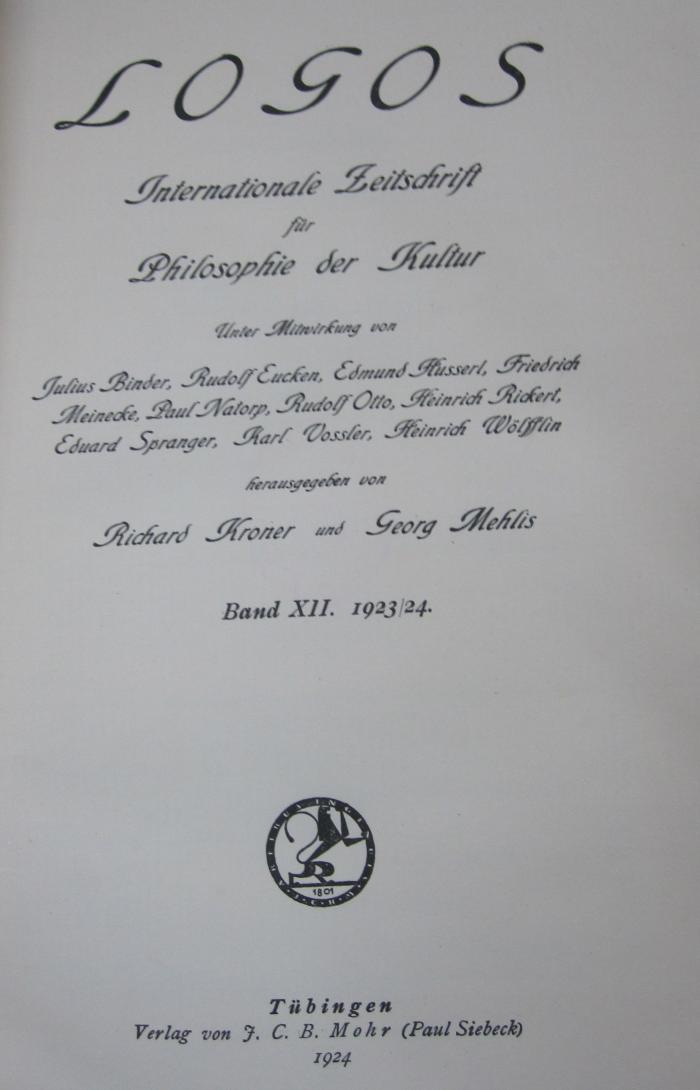 LOGOS
Internationale Zeitschrift
für
Philosophie der Kultur
Unter Mitwirkung von
Julius Binder, Rudolf Eucken, Edmund Husserl, Friedrich
Meinecke, Paul Natorp, Rudolf Otto, Heinrich Rickert,
Eduard Spranger, Karl Vossler, Heinrich Wölfflin
herausgegeben von
Richard Kroner und Georg Mehlis
Band XII. 1923/24.
1801
Tübingen
Verlag von J. C. B. Mohr (Paul Siebeck)
1924